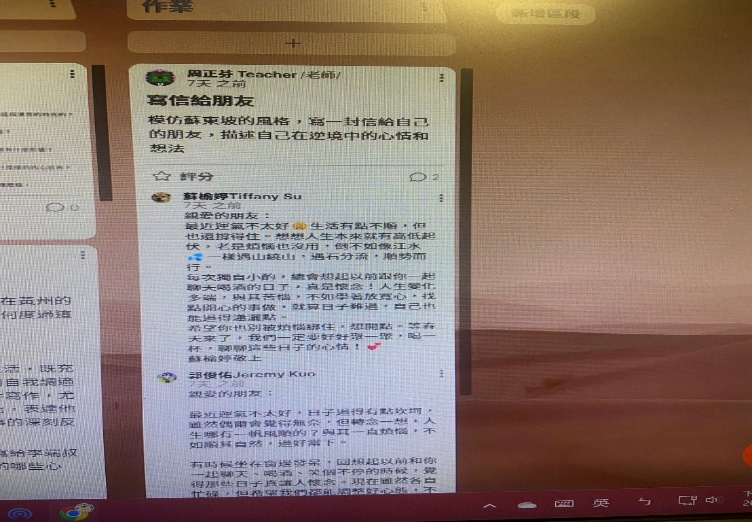 作業
新增區段
周正芬 Teacher /老師/
7天 之前
寫信給朋友
模仿蘇東坡的風格，寫一封信給自己
的朋友，描述自己在逆境中的心情和
想法
評分
2
蘇榆婷Tiffany Su
7天 之前
親愛的朋友：
最近運氣不太好😥生活有點不順，但
也還撐得住。想想人生本來就有高低起
伏，老是煩惱也沒用，倒不如像江水
💦一樣遇山繞山，遇石分流，順勢而
行。
每次獨自小酌，總會想起以前跟你一起
聊天喝酒的日子，真是懷念！人生變化
多端，與其苦惱，不如學著放寬心，找
點開心的事做，就算日子難過，自己也
能過得瀟灑點。
希望你也別被煩惱綁住，想開點。等春
天來了，我們一定要好好聚一聚，喝一
杯，聊聊這些日子的心情！💕
蘇榆婷敬上
郭俊佑Jeremy Kuo
7天 之前
親愛的朋友：
最近運氣不太好，日子過得有點坎坷，
雖然偶爾會覺得無奈，但轉念一想，人
生哪有一帆風順的？與其一直煩惱，不
如順其自然，過好當下。
有時候坐在窗邊發呆，回想起以前和你
一起聊天、喝酒、笑個不停的時候，覺
得那些日子真讓人懷念。現在雖然各自
忙碌，但希望我們都能調整好心態，不
0
在黃州的
何度過這
活，既充
自我調適
寫作，尤
，表達他
的深刻反
寫給李端叔
的哪些心
英
ㄅ